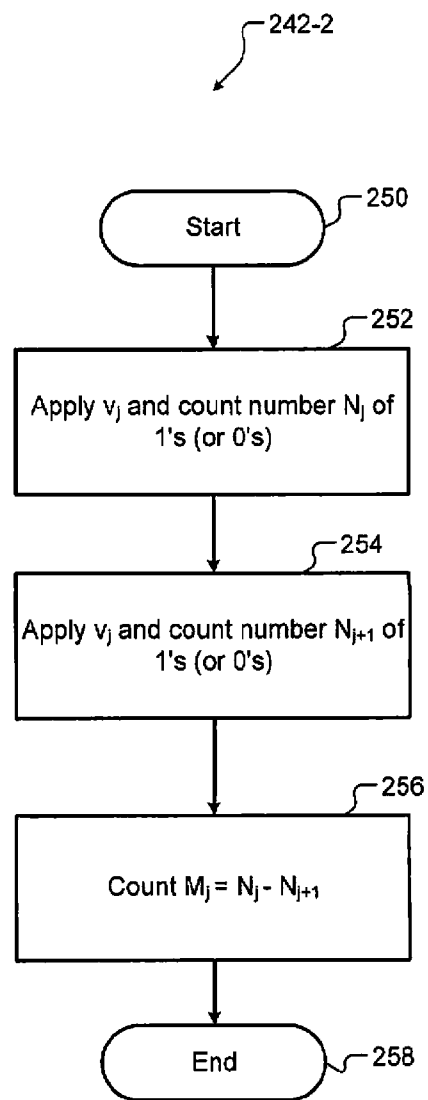 242-2
250
Start
252
Apply vj and count number Nj of
1's (or 0's)
254
Apply vj and count number Nj+1 of
1's (or 0's)
256
Count Mj = Nj - Nj+1
End
258